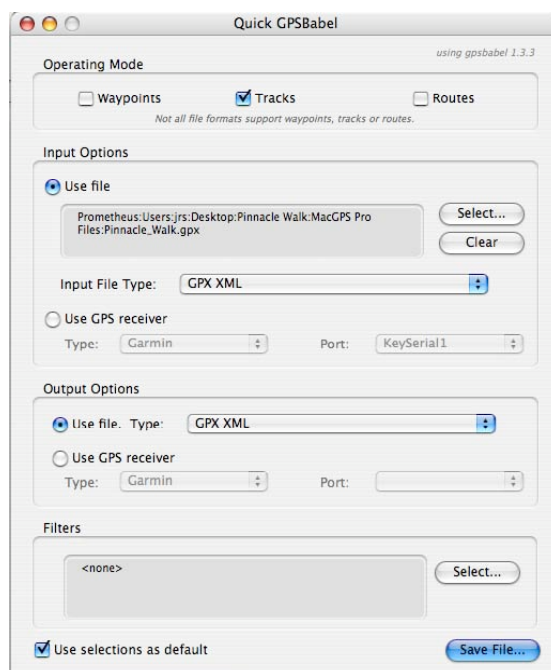 Quick GPSBabel
using gpsbabel 1.3.3
Operating Mode
Waypoints
Tracks
Routes
Not all file formats support waypoints, tracks or routes.
Input Options
Use file
Prometheus:Users:jrs:Desktop:Pinnacle Walk:MacGPS Pro
Files:Pinnacle_Walk.gpx
Select...
Clear
Input File Type:
GPX XML
Use GPS receiver
Type:
Garmin
Port:
KeySerial1
Output Options
Use file. Type:
GPX XML
Use GPS receiver
Type:
Garmin
Port:
Filters
<none>
Select...
Use selections as default
Save File...